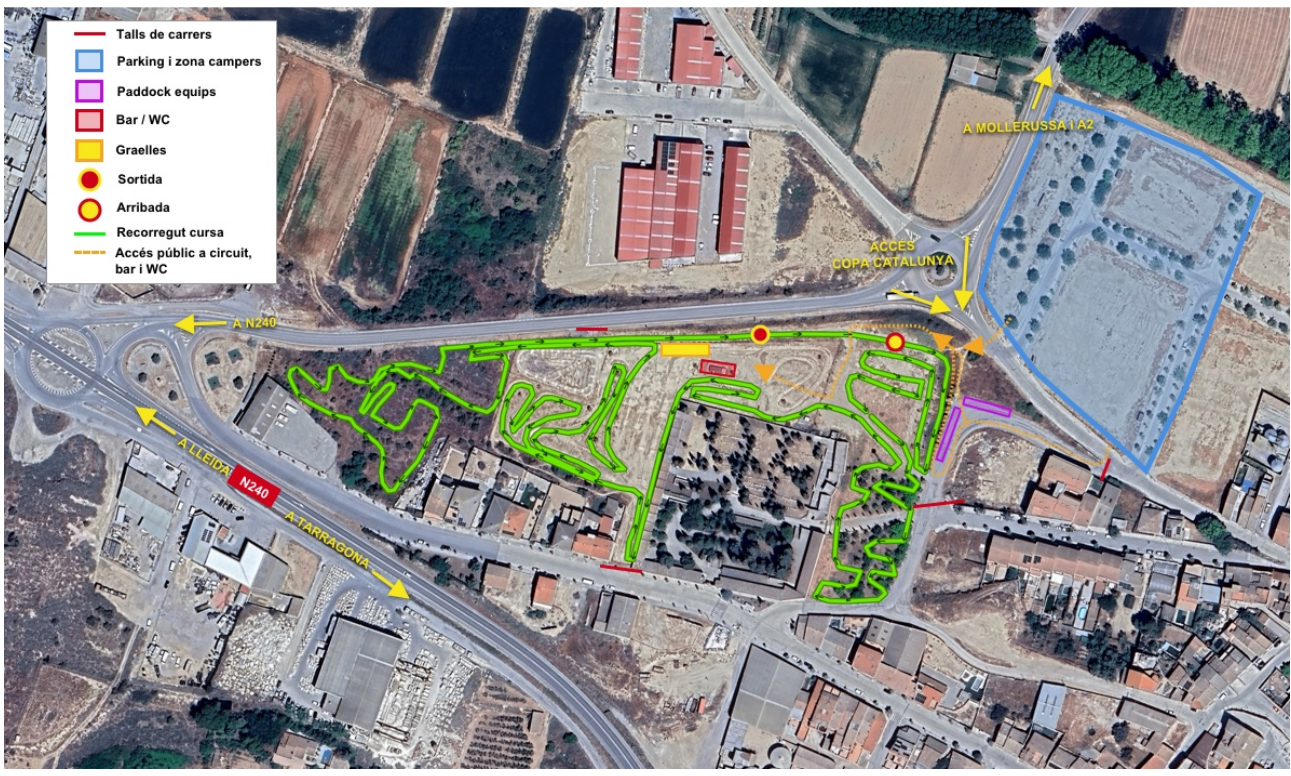 Talls de carrers
Parking i zona campers
Paddock equips
Bar / WC
Graelles
Sortida
Arribada
Recorregut cursa
Accés públic a circuit,
bar i WC
A MOLLERUSSA i A2
ACCÉS
COPA CATALUNYA
A N240
A LLEIDA
N240
A TARRAGONA